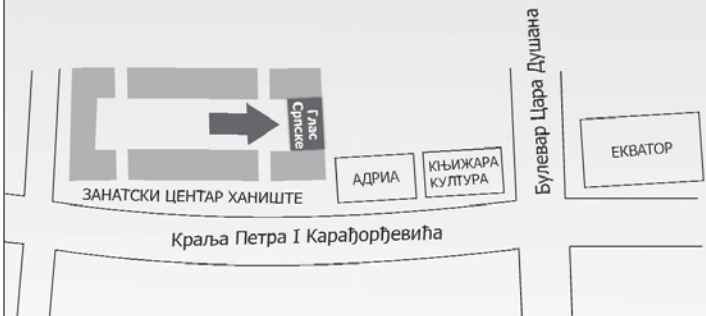 Булевар Цара Душана
Глас
Српске
ЕКВАТОР
АДРИА
КЊИЖАРА
КУЛТУРА
ЗАНАТСКИ ЦЕНТАР ХАНИШТЕ
Краља Петра I Карађорђевића